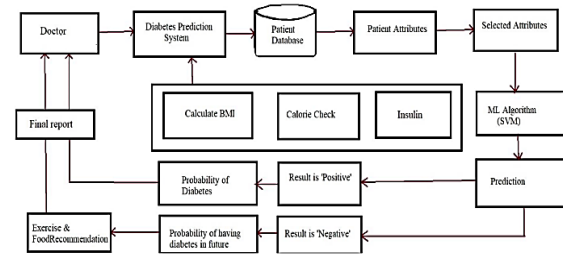 Doctor
Diabetes Prediction
System
Patient
Database
Patient Attributes
Selected Attributes
Calculate BMI
Calorie Check
Insulin
ML Algorithm
(SVM)
Final report
Probability of
Diabetes
Result is 'Positive'
Prediction
Exercise &
FoodRecommendation
Probability of having
diabetes in future
Result is 'Negative'